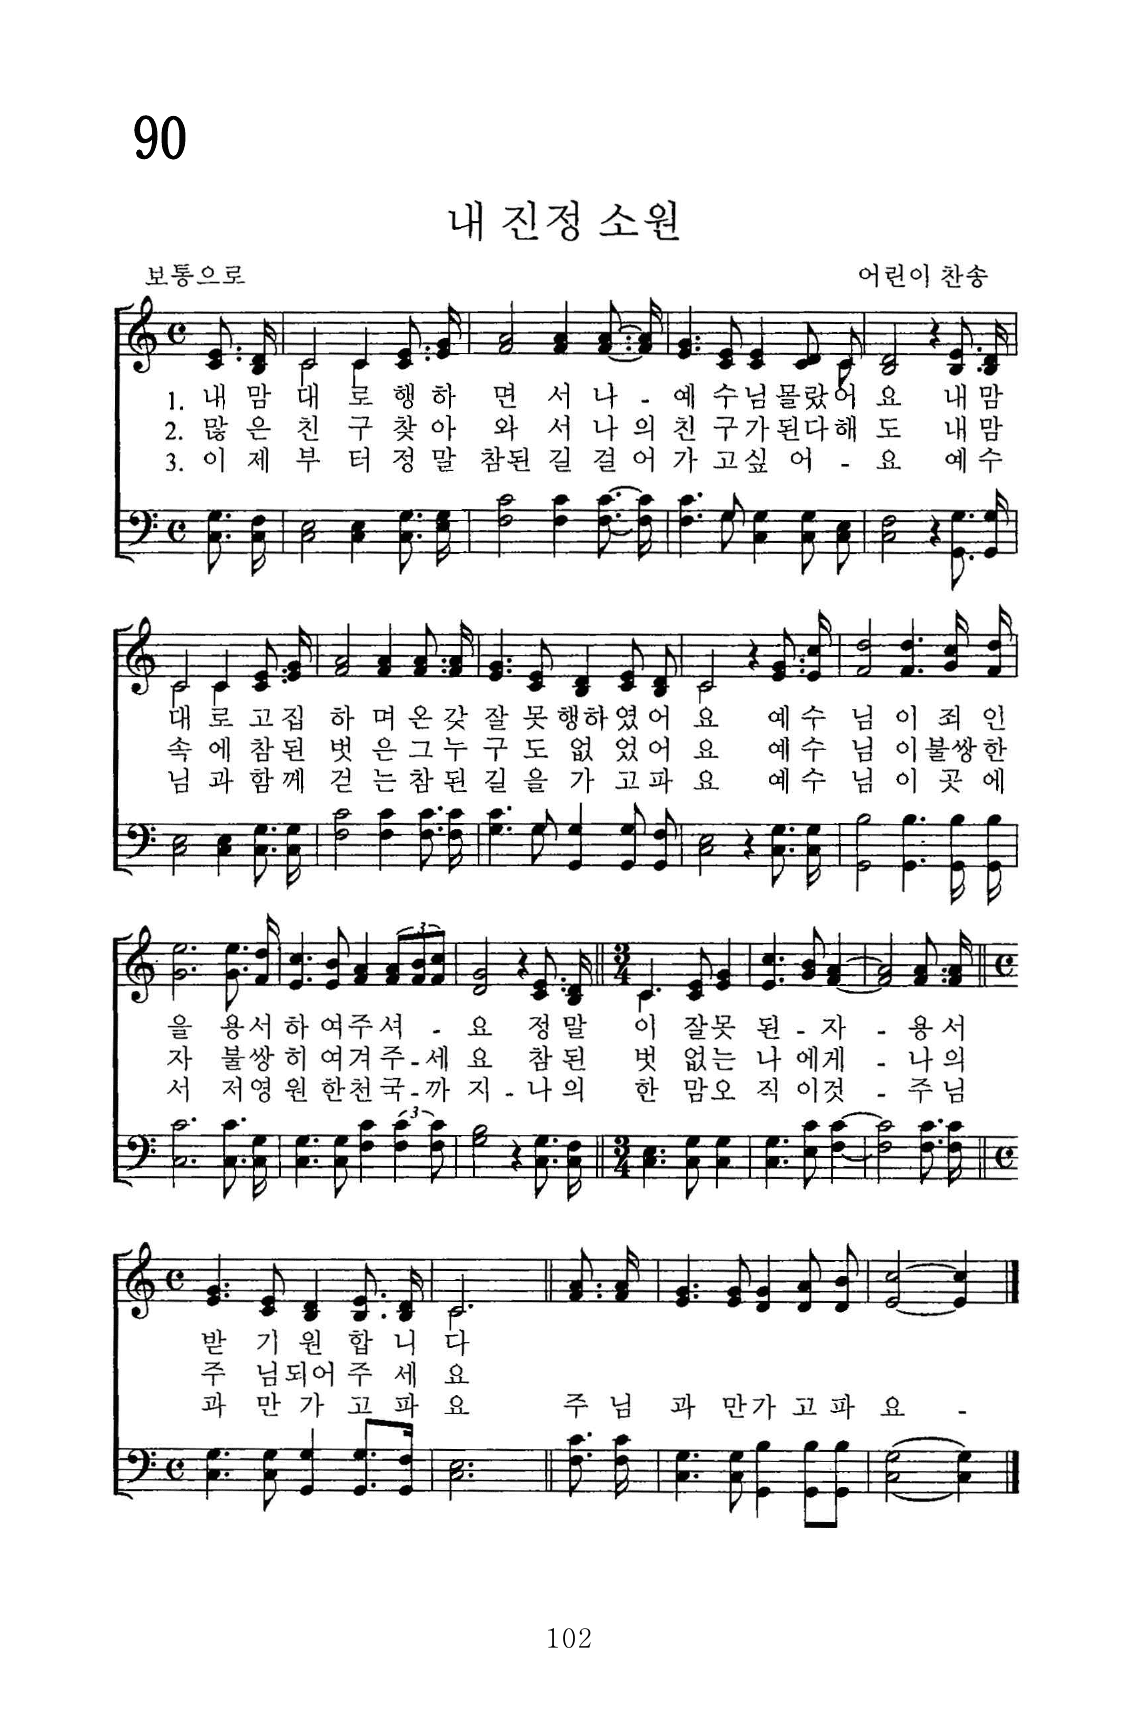 90
내 진정 소원
보통으로 어린이 찬송
1. 내 맘 대 로 행 하 면 서 나 - 예 수 님 몰 랐 어 요 내 맘
2. 많 은 친 구 찾 아 와 서 나 의 친 구 가 된 다 해 도 내 맘
3. 이 제 부 터 정 말 참된 길 걸 어 가 고 싶 어 - 요 예 수
대 로 고 집 하 며 온 갖 잘 못 행하 였 어 요 예 수 님 이 죄 인
속 에 참 된 벗 은 그 누 구 도 없 었 어 요 예 수 님 이 불쌍 한
님 과 함 께 걷 는 참 된 길 을 가 고 파 요 예 수 님 이 곳 에
3
을 용 서 하 여 주 셔 - 요 정 말 이 잘못 된 - 자 - 용 서
자 불쌍 히 여 겨 주 - 세 요 참 된 벗 없는 나 에게 - 나 의
서 저 영 원 한 천 국 - 까 지 - 나 의 한 맘 오 직 이것 - 주 님
3
받 기 원 합 니 다
주 님 되어 주 세 요
과 만 가 고 파 요 주 님 과 만 가 고 파 요 -
102